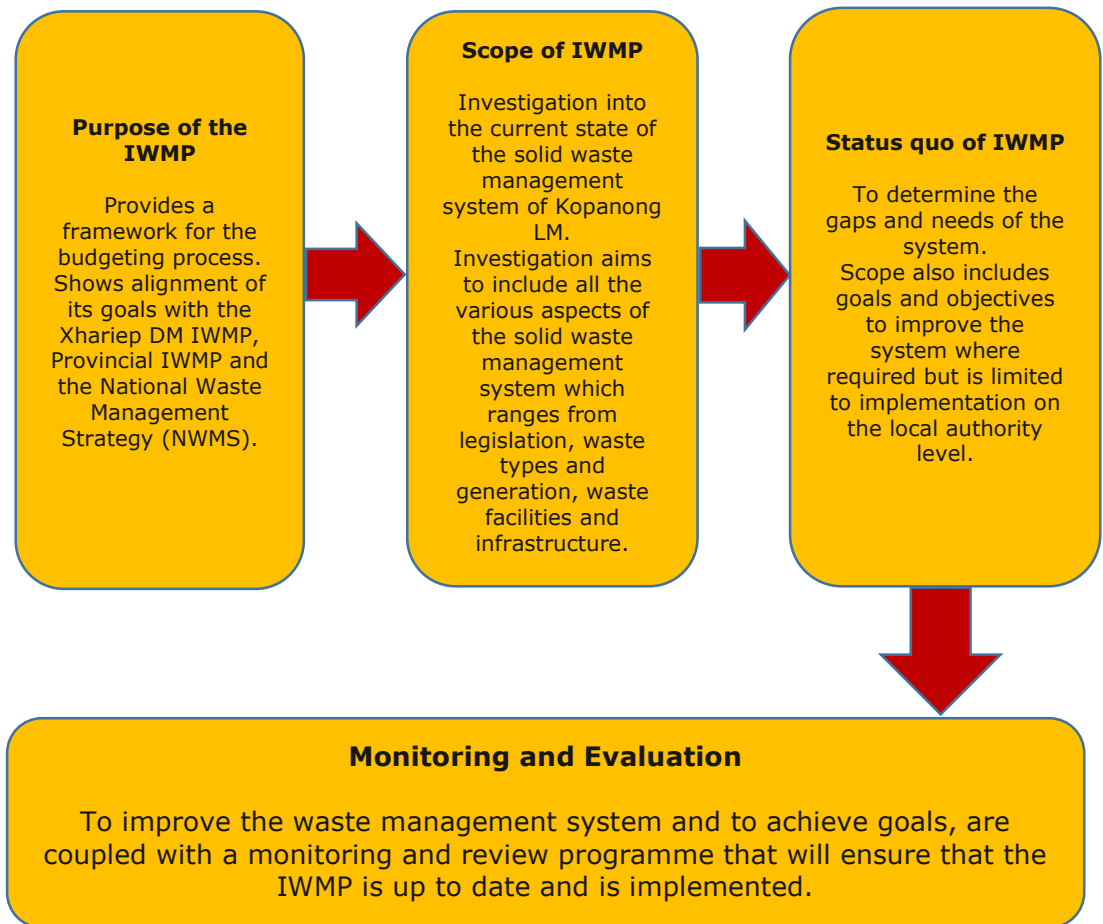 Purpose of the
IWMP
Provides a
framework for the
budgeting process.
Shows alignment of
its goals with the
Xhariep DM IWMP,
Provincial IWMP and
the National Waste
Management
Strategy (NWMS).
Scope of IWMP
Investigation into
the current state of
the solid waste
management
system of Kopanong
LM.
Investigation aims
to include all the
various aspects of
the solid waste
management
system which
ranges from
legislation, waste
types and
generation, waste
facilities and
infrastructure.
Status quo of IWMP
To determine the
gaps and needs of the
system.
Scope also includes
goals and objectives
to improve the
system where
required but is limited
to implementation on
the local authority
level.
Monitoring and Evaluation
To improve the waste management system and to achieve goals, are
coupled with a monitoring and review programme that will ensure that the
IWMP is up to date and is implemented.